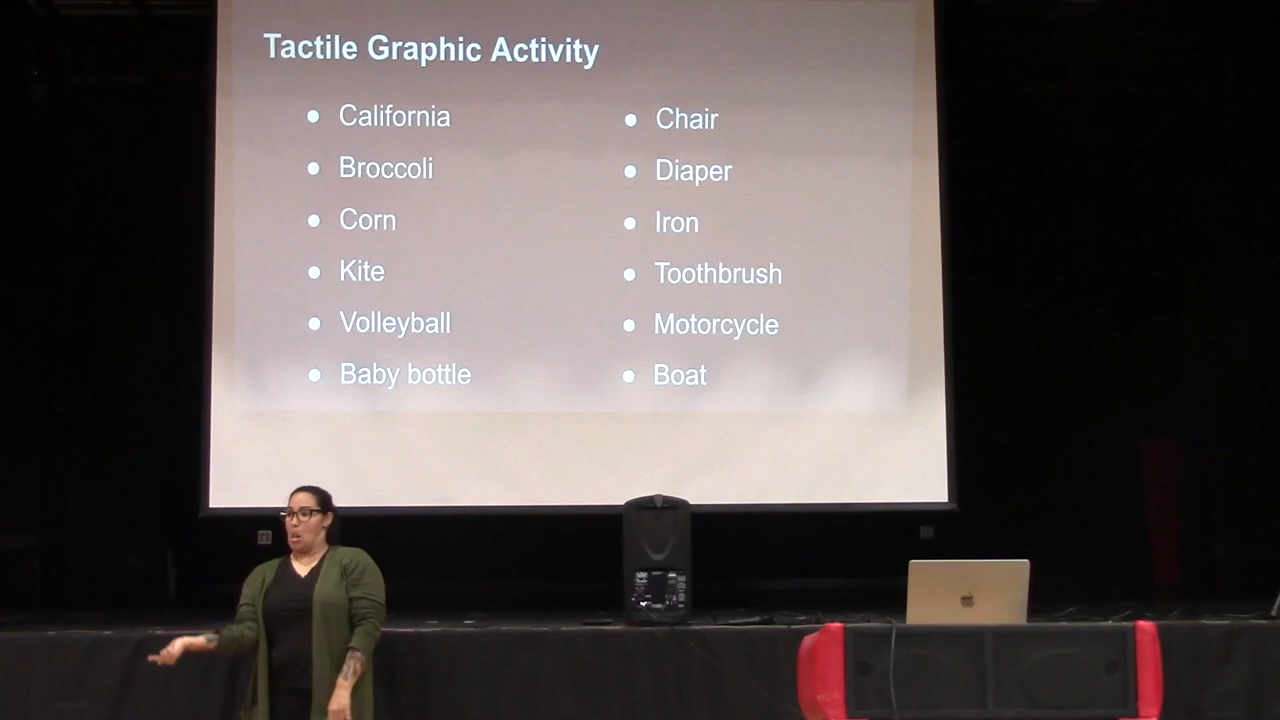 Tactile Graphic Activity
● California
● Broccoli
● Corn
● Kite
● Volleyball
● Baby bottle
● Chair
● Diaper
● Iron
● Toothbrush
● Motorcycle
● Boat